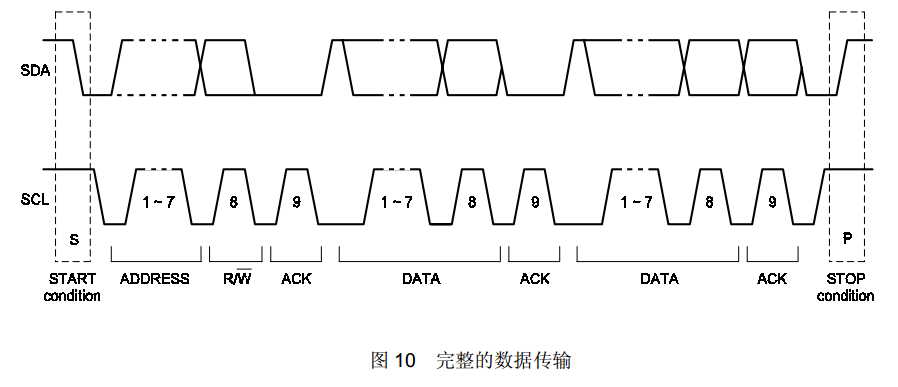 SDA
SCL
1~7 8 9 1~7 8 9 1~7 8 9
S P
START condition ADDRESS R/W̅ ACK DATA ACK DATA ACK STOP condition
图 10 完整的数据传输